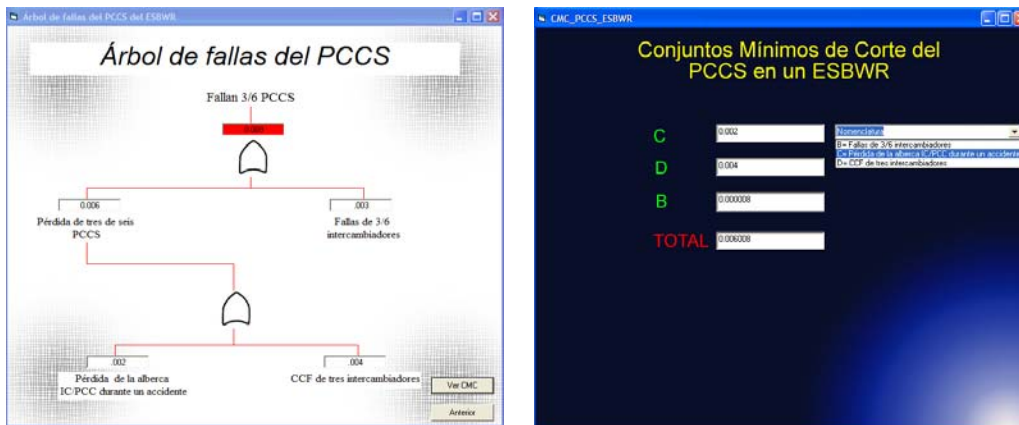 Árbol de fallas del PCCS del ESBWR
Árbol de fallas del PCCS
Fallan 3/6 PCCS
0.006
Pérdida de tres de seis
PCCS
.003
Fallas de 3/6
intercambiadores
.002
Pérdida de la alberca
IC/PCC durante un accidente
.004
CCF de tres intercambiadores
Ver CMC
Anterior
CMC_PCCS_ESBWR
Conjuntos Mínimos de Corte del
PCCS en un ESBWR
C
0.002
Nomenclatura
B= Fallas de 3/6 intercambiadores
C= Pérdida de la alberca IC/PCC durante un accidente
D= CCF de tres intercambiadores
D
0.004
B
0.000008
TOTAL
0.006008